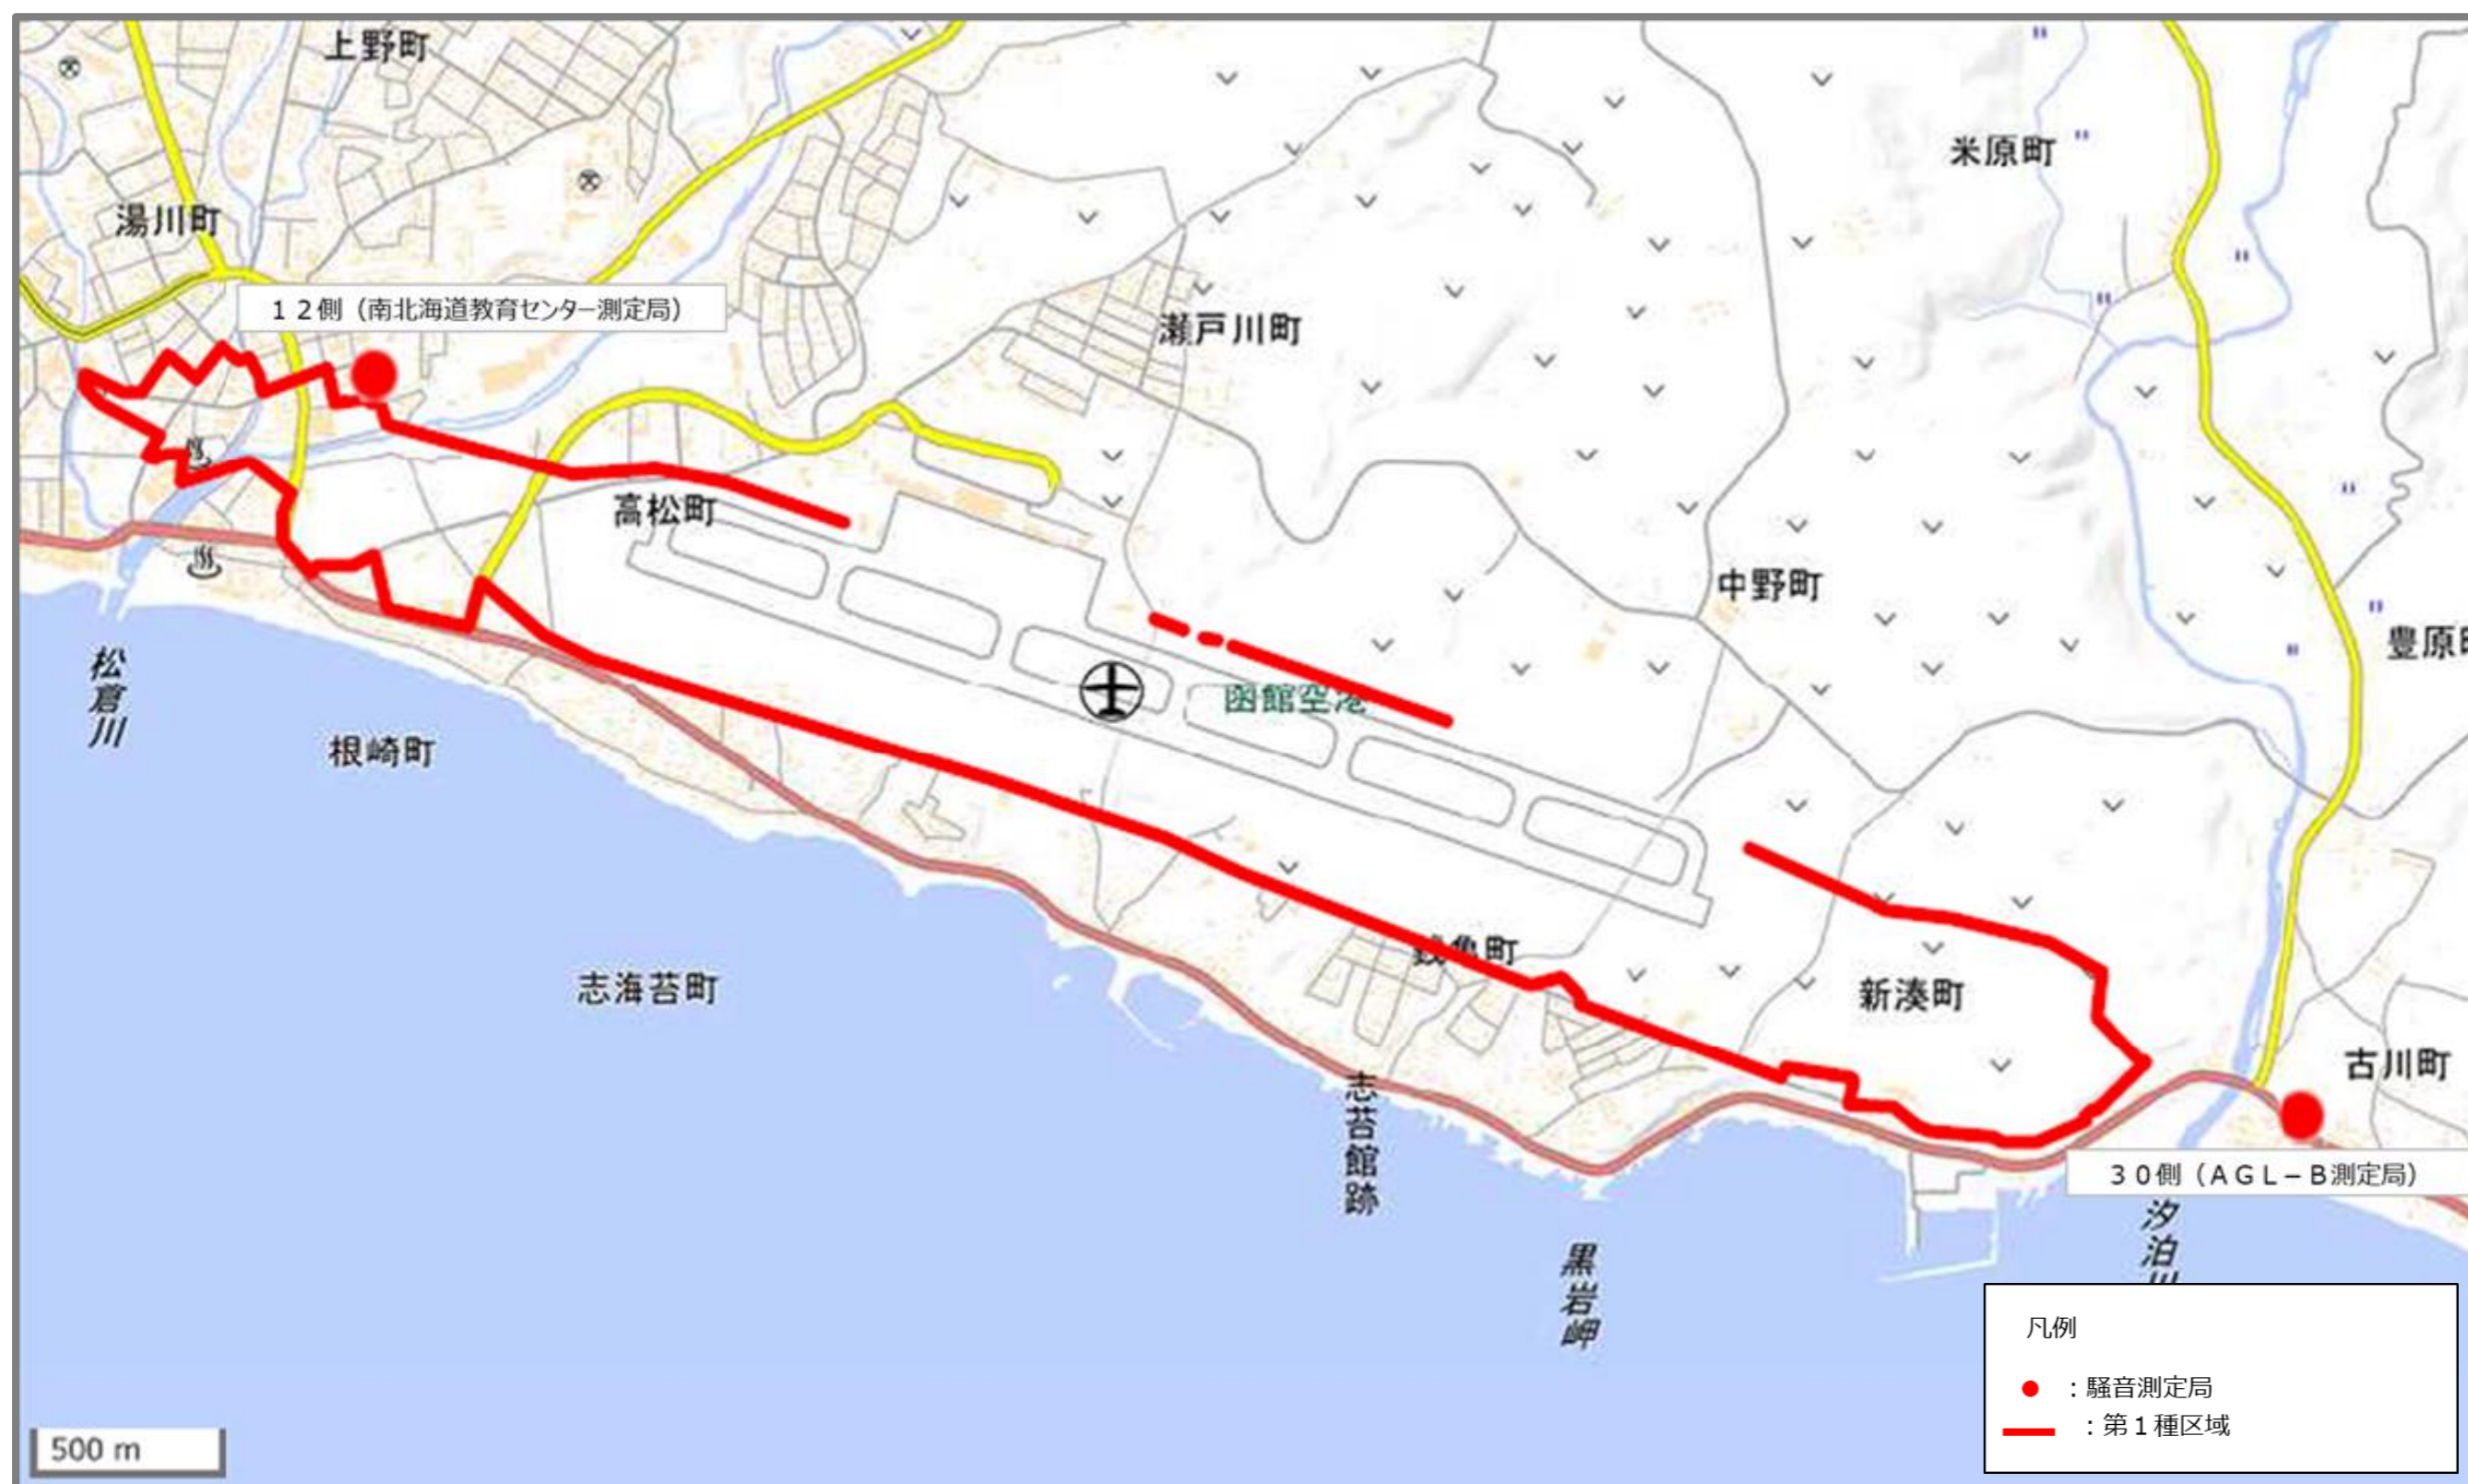 上野町
米原町
湯川町
12側（南北海道教育センター測定局）
瀬戸川町
高松町
中野町
豊原
松倉川
函館空港
根崎町
銭亀町
志海苔町
新湊町
古川町
志苔館跡
30側（AGL－B測定局）
汐泊川
黒岩岬
凡例
：騒音測定局
：第1種区域
500 m